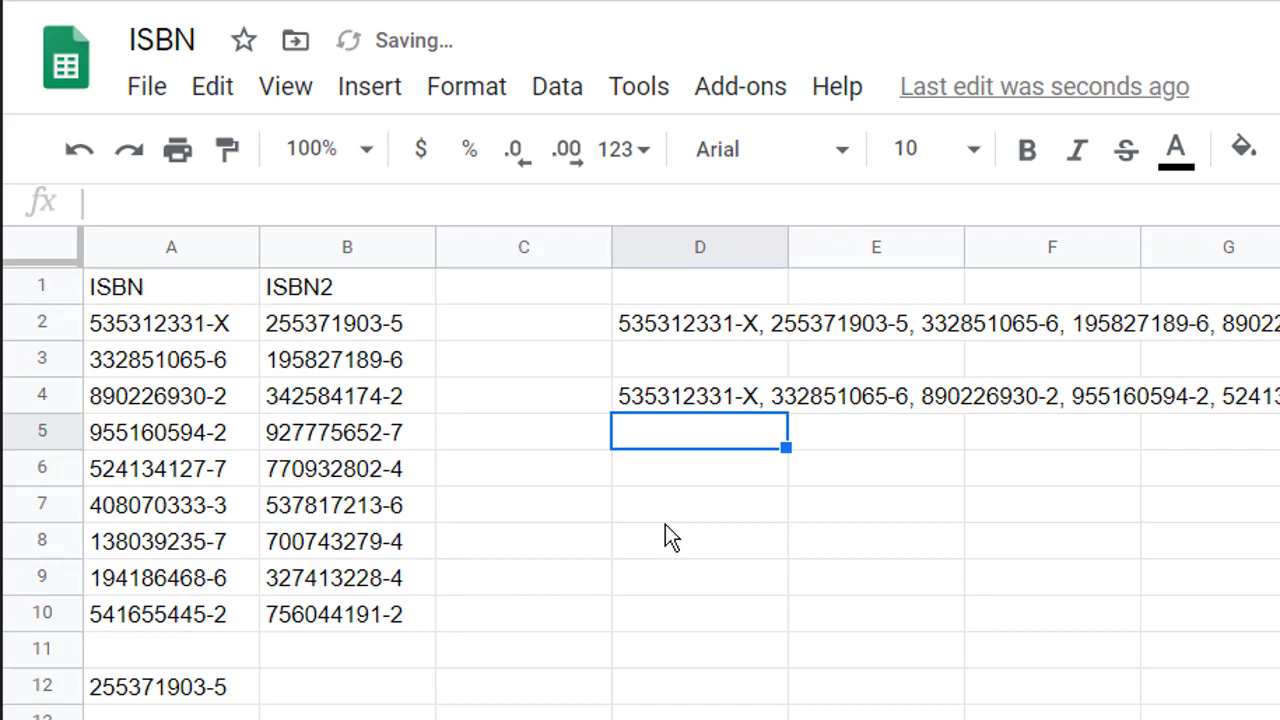 ISBN Saving...
File Edit View Insert Format Data Tools Add-ons Help Last edit was seconds ago
100% $ % .0 .00 123 Arial 10 B I S A
fx
A B C D E F G
1 ISBN ISBN2
2 535312331-X 255371903-5 535312331-X, 255371903-5, 332851065-6, 195827189-6, 89022
3 332851065-6 195827189-6
4 890226930-2 342584174-2 535312331-X, 332851065-6, 890226930-2, 955160594-2, 52413
5 955160594-2 927775652-7
6 524134127-7 770932802-4
7 408070333-3 537817213-6
8 138039235-7 700743279-4
9 194186468-6 327413228-4
10 541655445-2 756044191-2
11
12 255371903-5